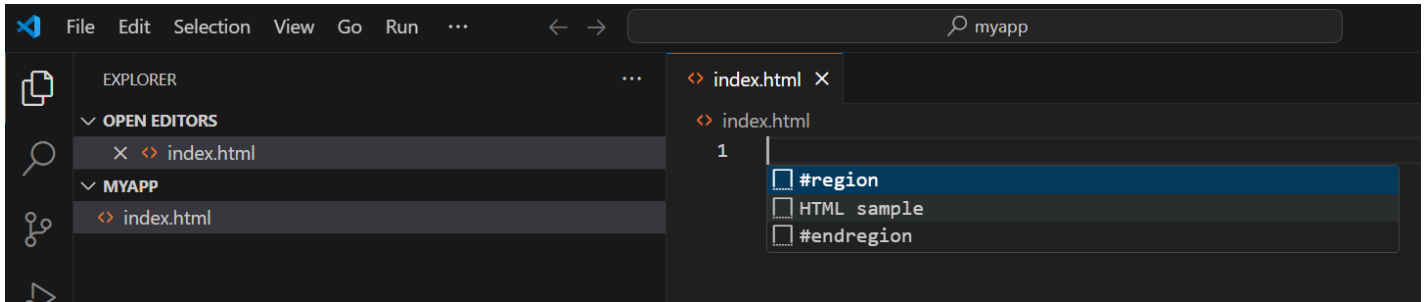 File Edit Selection View Go Run ··· myapp
EXPLORER ···
OPEN EDITORS
index.html
MYAPP
index.html
index.html
index.html
1
#region
HTML sample
#endregion